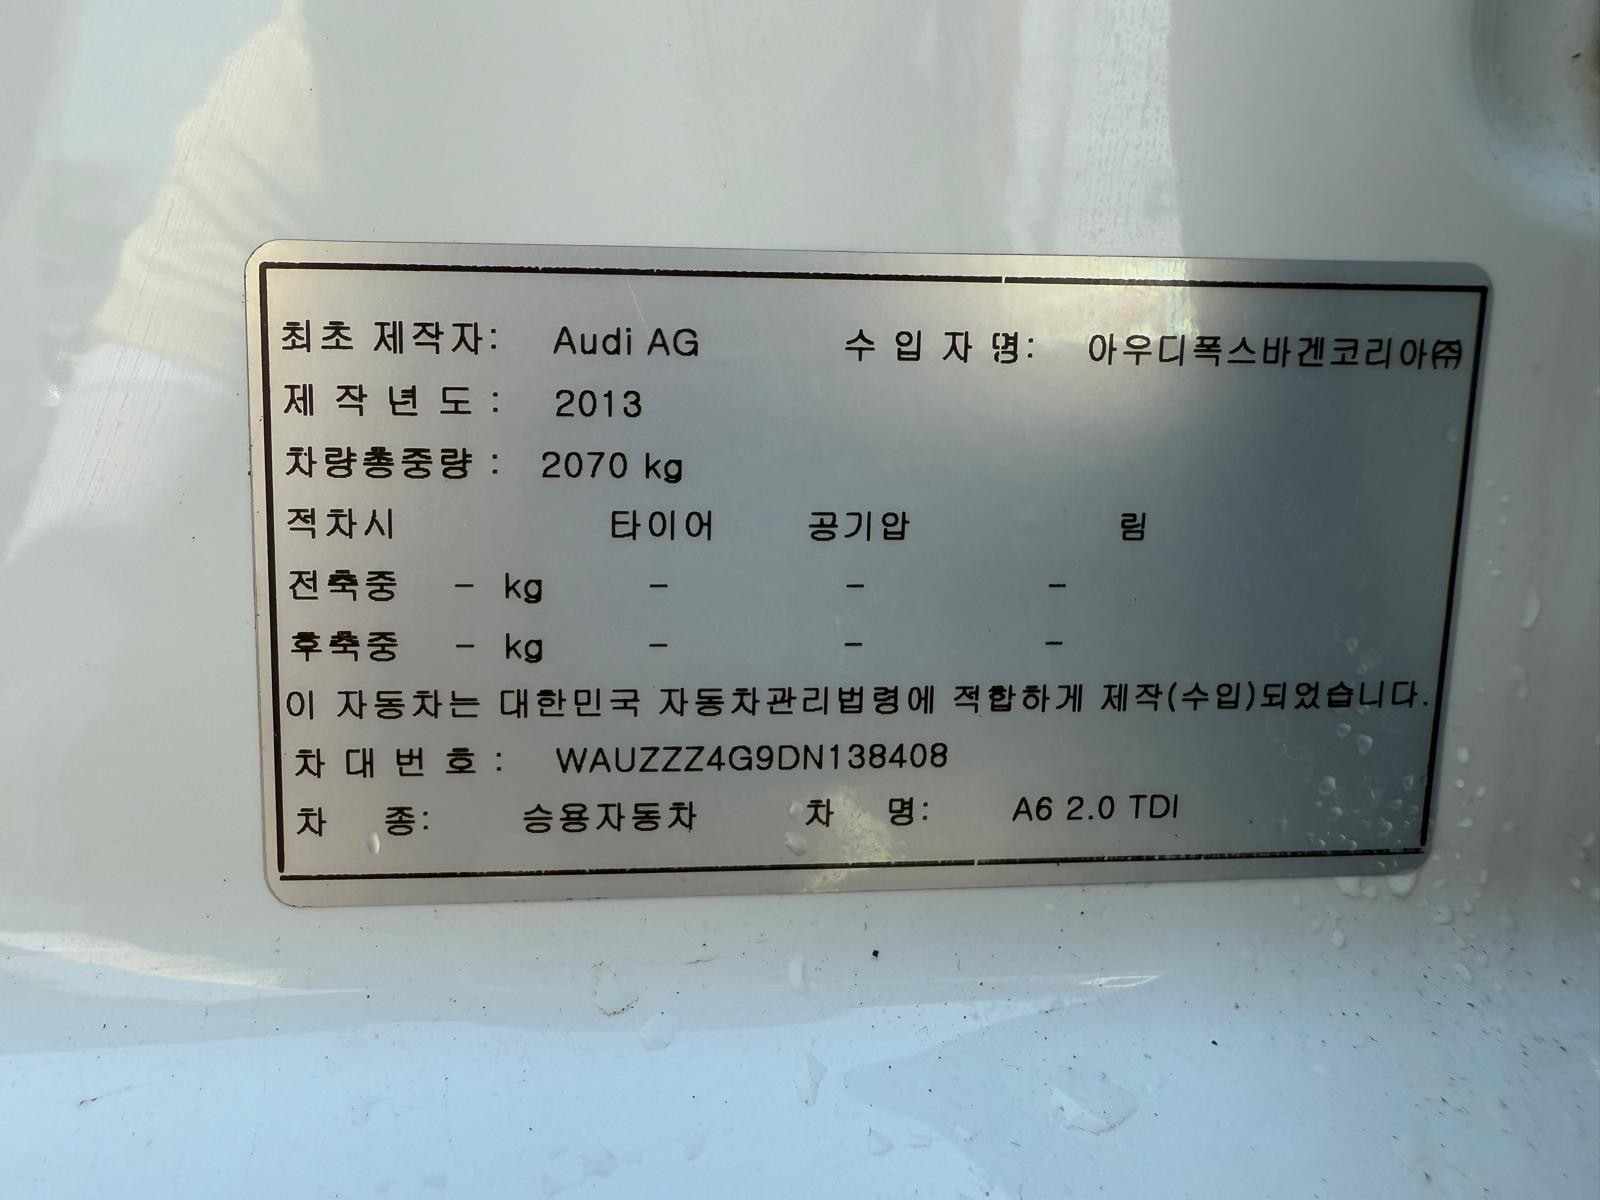 최초 제작자: Audi AG 수 입 자 명: 아우디폭스바겐코리아㈜
제 작 년 도 : 2013
차량총중량 : 2070 kg
적차시 타이어 공기압 림
전축중 - kg - - -
후축중 - kg - - -
이 자동차는 대한민국 자동차관리법령에 적합하게 제작(수입)되었습니다.
차 대 번 호 : WAUZZZ4G9DN138408
차 종: 승용자동차 차 명: A6 2.0 TDI